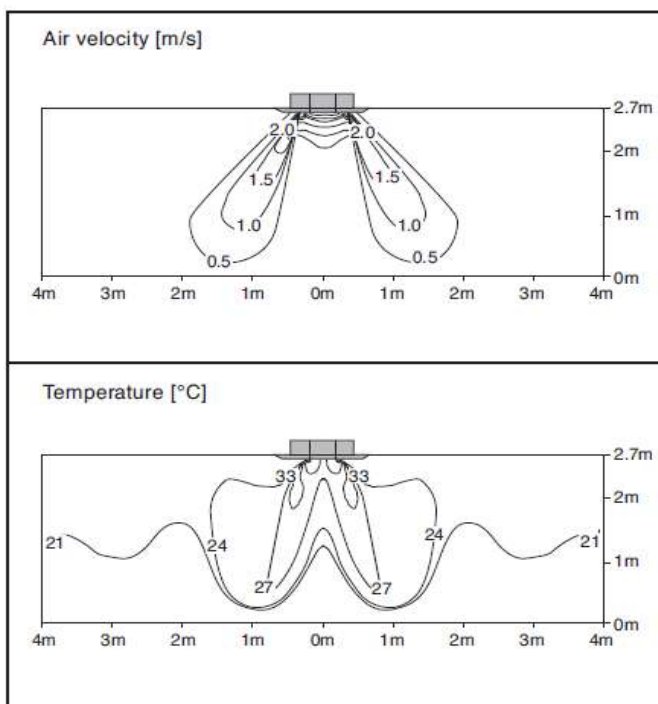 Air velocity [m/s]
2.7m
2.0 2.0
2m
1.5 1.5
1.0 1.0 1m
0.5 0.5
0m
4m 3m 2m 1m 0m 1m 2m 3m 4m
Temperature [°C]
2.7m
33 33
2m
21 24 24 21
1m
27 27
0m
4m 3m 2m 1m 0m 1m 2m 3m 4m